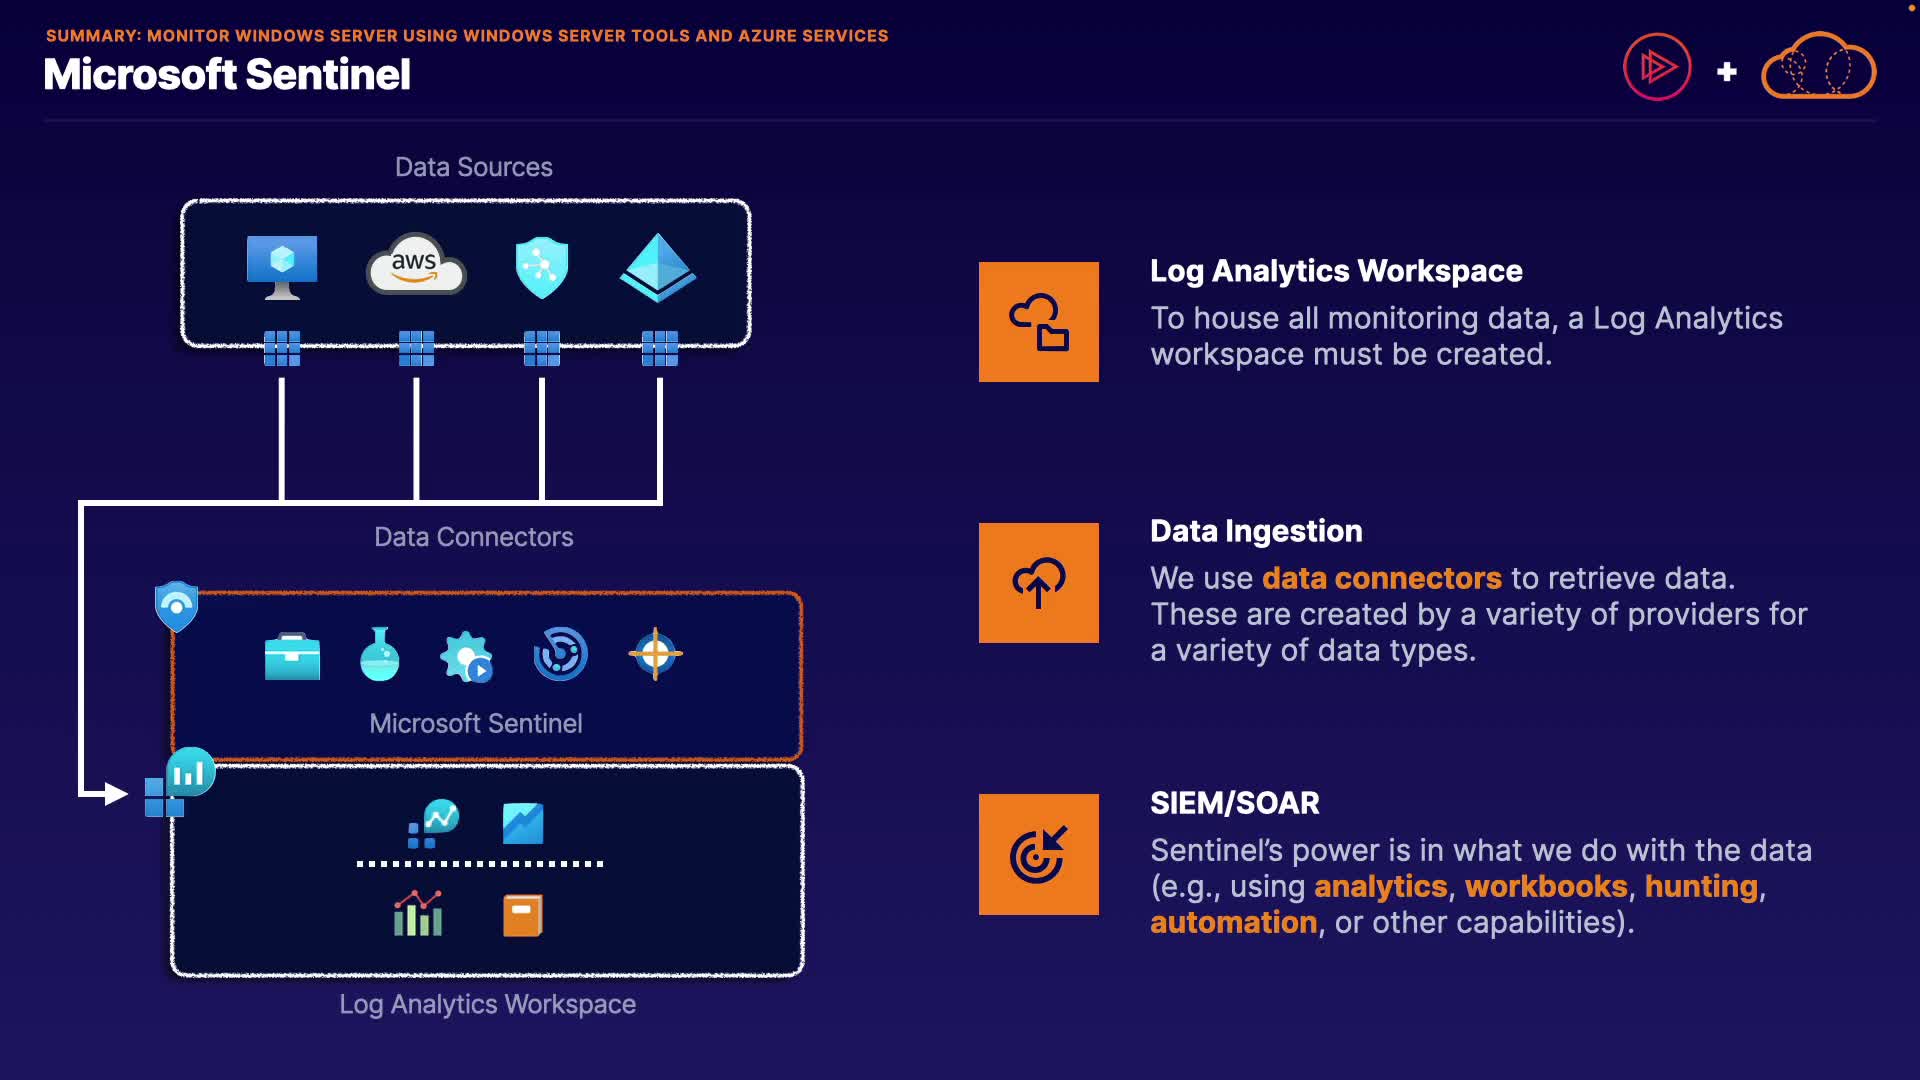 SUMMARY: MONITOR WINDOWS SERVER USING WINDOWS SERVER TOOLS AND AZURE SERVICES
Microsoft Sentinel
Data Sources
aws
Data Connectors
Microsoft Sentinel
Log Analytics Workspace
Log Analytics Workspace
To house all monitoring data, a Log Analytics
workspace must be created.
Data Ingestion
We use data connectors to retrieve data.
These are created by a variety of providers for
a variety of data types.
SIEM/SOAR
Sentinel’s power is in what we do with the data
(e.g., using analytics, workbooks, hunting,
automation, or other capabilities).